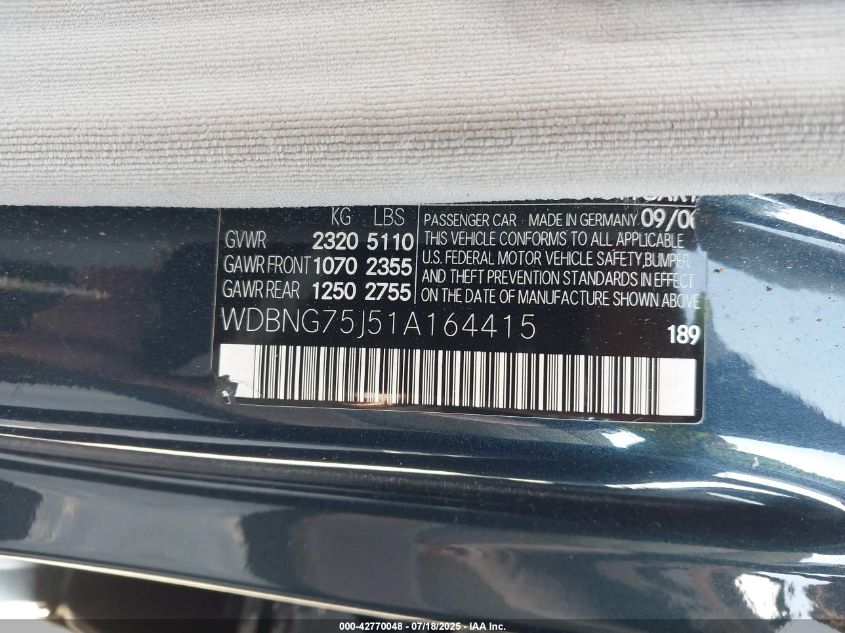 KG LBS
GVWR 2320 5110
GAWR FRONT 1070 2355
GAWR REAR 1250 2755
PASSENGER CAR MADE IN GERMANY 09/0
THIS VEHICLE CONFORMS TO ALL APPLICABLE
U.S. FEDERAL MOTOR VEHICLE SAFETY, BUMPER,
AND THEFT PREVENTION STANDARDS IN EFFECT
ON THE DATE OF MANUFACTURE SHOWN ABOVE
WDBNG75J51A164415
189
000-42770048 - 07/18/2025 - IAA Inc.